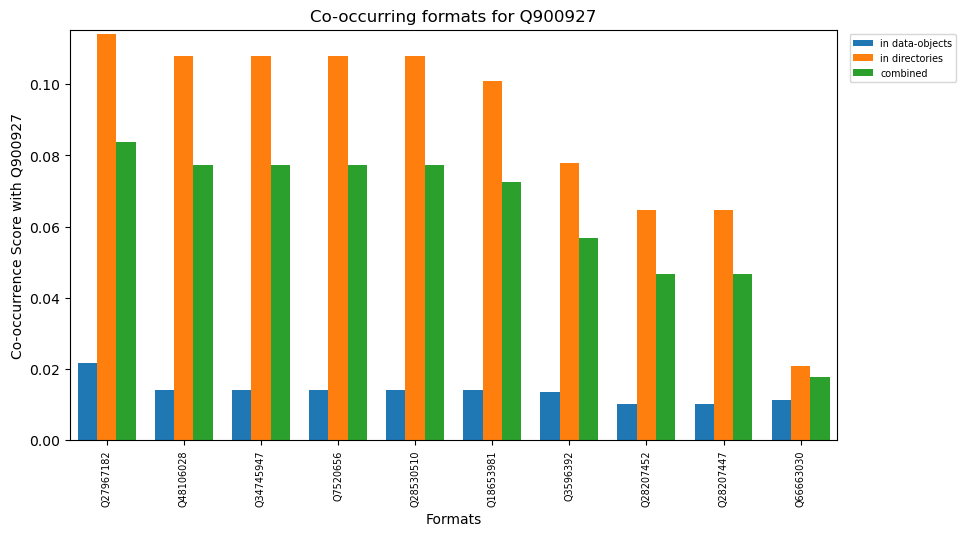 Co-occurring formats for Q900927
in data-objects
in directories
combined
Co-occurrence Score with Q900927
0.10
0.08
0.06
0.04
0.02
0.00
Q27967182
Q48106028
Q34745947
Q7520656
Q28530510
Q18653981
Q3596392
Q28207452
Q28207447
Q66663030
Formats